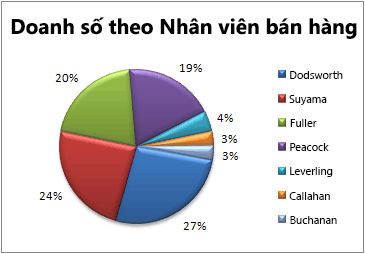 Doanh số theo Nhân viên bán hàng
19%
20%
4%
3%
3%
24%
27%
Dodsworth
Suyama
Fuller
Peacock
Leverling
Callahan
Buchanan